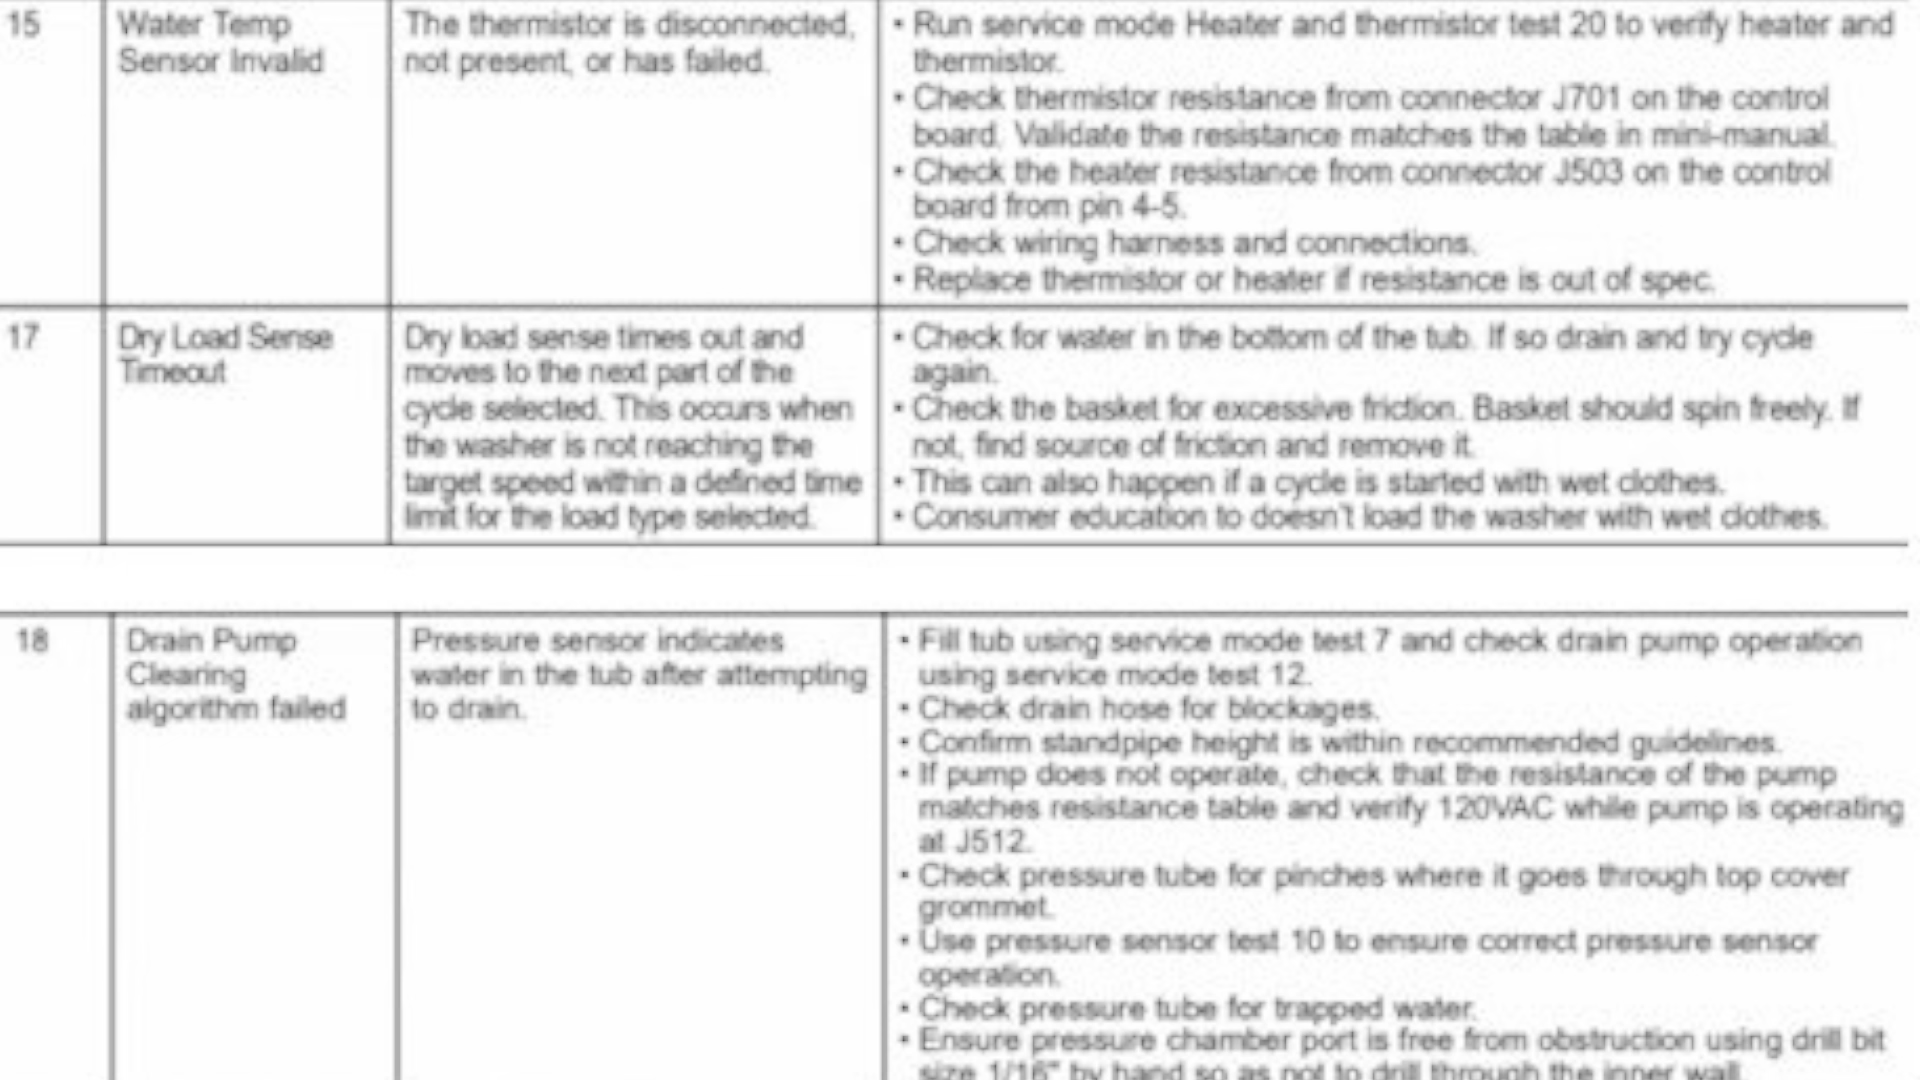 15
Water Temp
Sensor Invalid
The thermistor is disconnected,
not present, or has failed.
• Run service mode Heater and thermistor test 20 to verify heater and
thermistor.
• Check thermistor resistance from connector J701 on the control
board. Validate the resistance matches the table in mini-manual.
• Check the heater resistance from connector J503 on the control
board from pin 4-5.
• Check wiring harness and connections.
• Replace thermistor or heater if resistance is out of spec.
17
Dry Load Sense
Timeout
Dry load sense times out and
moves to the next part of the
cycle selected. This occurs when
the washer is not reaching the
target speed within a defined time
limit for the load type selected.
• Check for water in the bottom of the tub. If so drain and try cycle
again.
• Check the basket for excessive friction. Basket should spin freely. If
not, find source of friction and remove it.
• This can also happen if a cycle is started with wet clothes.
• Consumer education to doesn't load the washer with wet clothes.
18
Drain Pump
Clearing
algorithm failed
Pressure sensor indicates
water in the tub after attempting
to drain.
• Fill tub using service mode test 7 and check drain pump operation
using service mode test 12.
• Check drain hose for blockages.
• Confirm standpipe height is within recommended guidelines.
• If pump does not operate, check that the resistance of the pump
matches resistance table and verify 120VAC while pump is operating
at J512.
• Check pressure tube for pinches where it goes through top cover
grommet.
• Use pressure sensor test 10 to ensure correct pressure sensor
operation.
• Check pressure tube for trapped water.
• Ensure pressure chamber port is free from obstruction using drill bit
size 1/16" by hand so as not to drill through the inner wall.